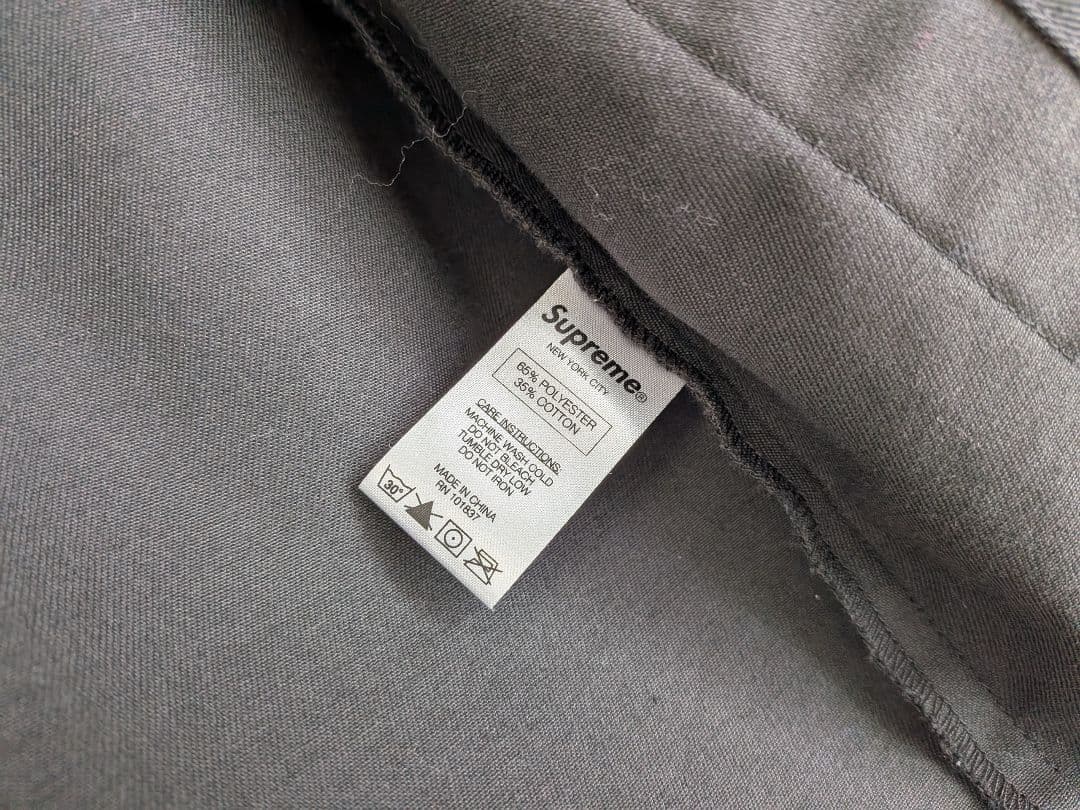 Supreme®
NEW YORK CITY
65% POLYESTER
35% COTTON
CARE INSTRUCTIONS
MACHINE WASH COLD
DO NOT BLEACH
TUMBLE DRY LOW
DO NOT IRON
MADE IN CHINA
RN 101837
30°